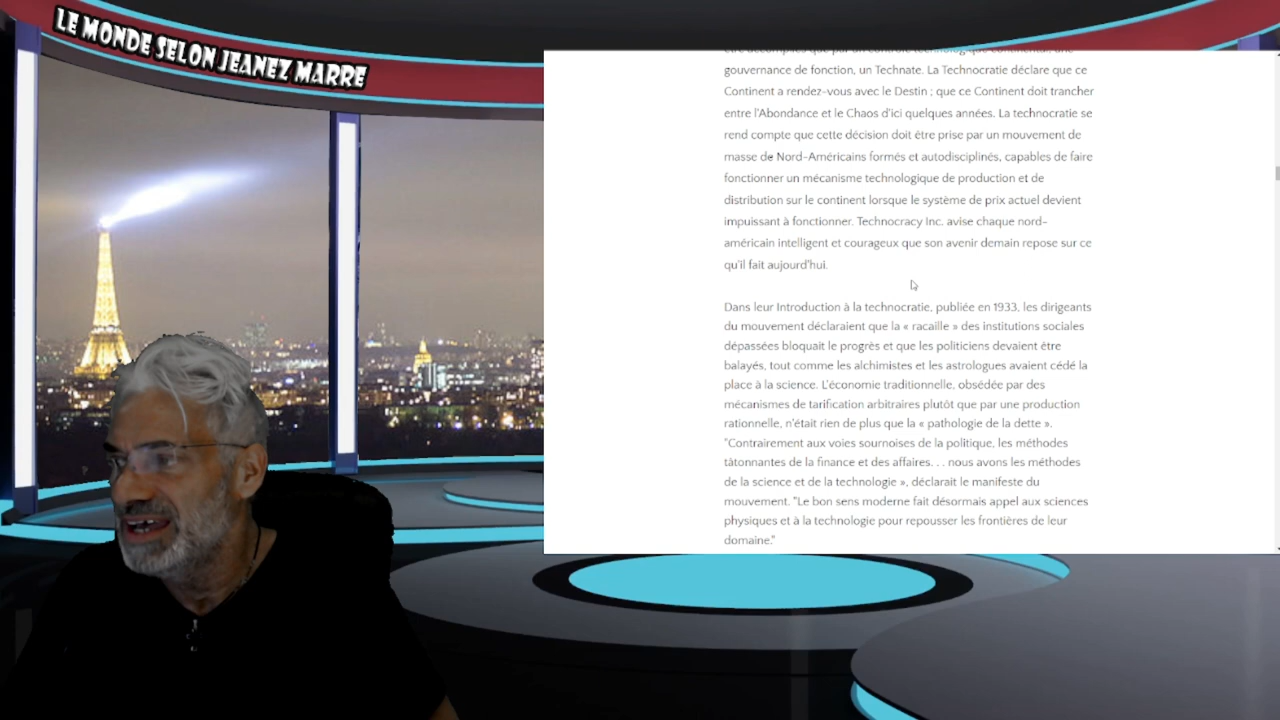 LE MONDE SELON JEANEZ MARRE
être accomplies que par un contrôle technologique continental, une
gouvernance de fonction, un Technate. La Technocratie déclare que ce
Continent a rendez-vous avec le Destin ; que ce Continent doit trancher
entre l'Abondance et le Chaos d'ici quelques années. La technocratie se
rend compte que cette décision doit être prise par un mouvement de
masse de Nord-Américains formés et autodisciplinés, capables de faire
fonctionner un mécanisme technologique de production et de
distribution sur le continent lorsque le système de prix actuel devient
impuissant à fonctionner. Technocracy Inc. avise chaque nord-
américain intelligent et courageux que son avenir demain repose sur ce
qu'il fait aujourd'hui.
Dans leur Introduction à la technocratie, publiée en 1933, les dirigeants
du mouvement déclaraient que la « racaille » des institutions sociales
dépassées bloquait le progrès et que les politiciens devaient être
balayés, tout comme les alchimistes et les astrologues avaient cédé la
place à la science. L'économie traditionnelle, obsédée par des
mécanismes de tarification arbitraires plutôt que par une production
rationnelle, n'était rien de plus que la « pathologie de la dette ».
"Contrairement aux voies sournoises de la politique, les méthodes
tâtonnantes de la finance et des affaires. . . nous avons les méthodes
de la science et de la technologie », déclarait le manifeste du
mouvement. "Le bon sens moderne fait désormais appel aux sciences
physiques et à la technologie pour repousser les frontières de leur
domaine."